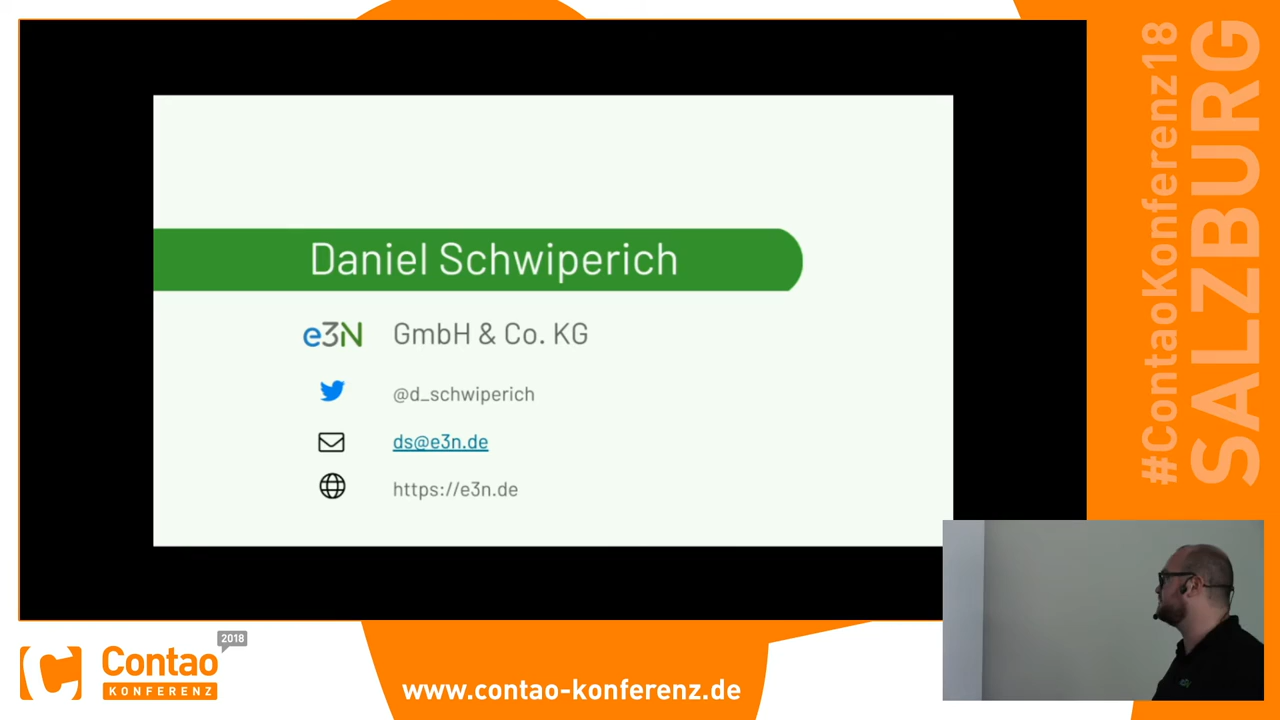 Daniel Schwiperich
e3N GmbH & Co. KG
@d_schwiperich
ds@e3n.de
https://e3n.de
#ContaoKonferenz18
SALZBURG
2018
Contao
KONFERENZ
www.contao-konferenz.de